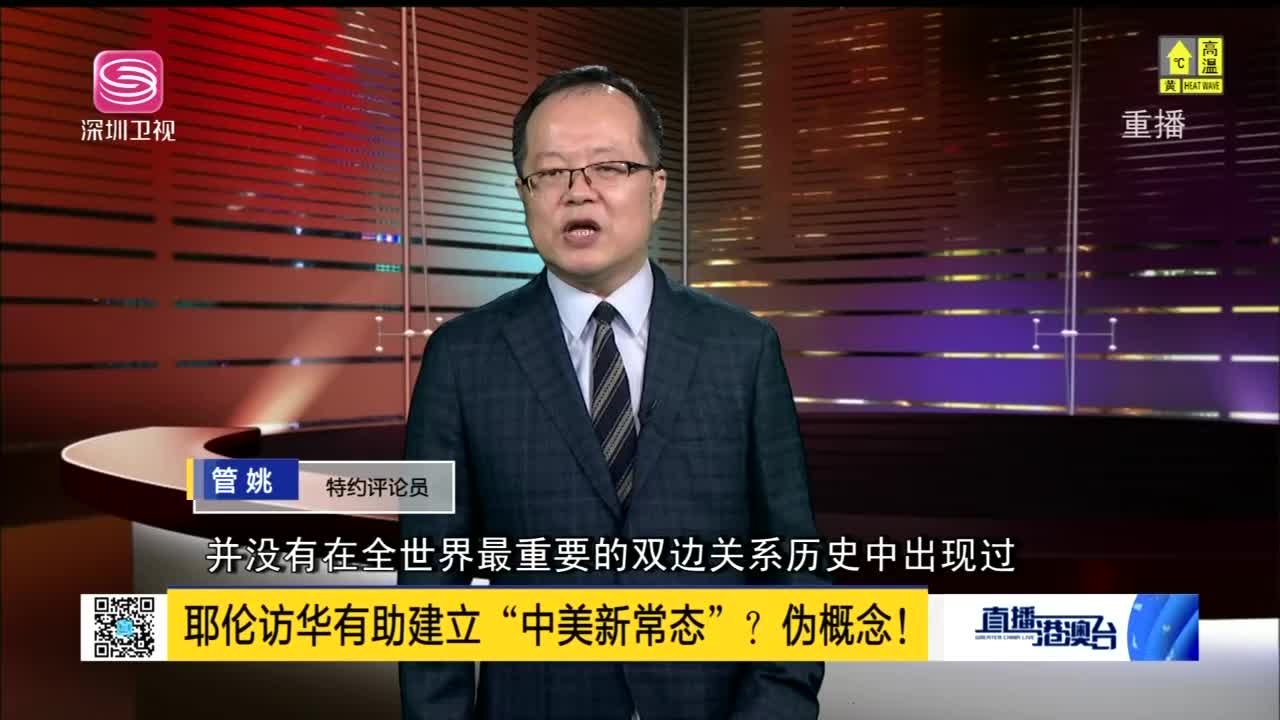 深圳卫视
℃
高温
黄
HEAT WAVE
重播
管姚
特约评论员
并没有在全世界最重要的双边关系历史中出现过
耶伦访华有助建立“中美新常态”？伪概念！
直播港澳台
GREATER CHINA LIVE